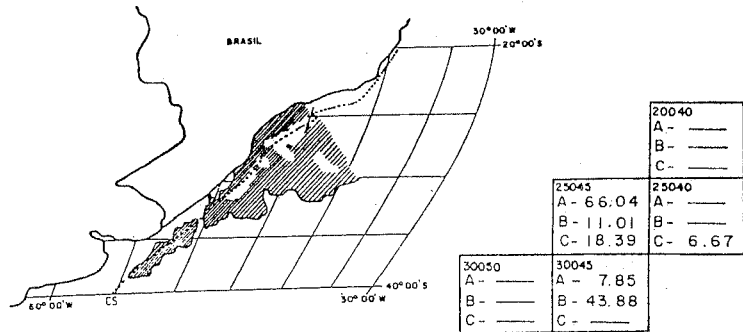 BRASIL
30°00'W
20°00'S
20040
A -
B -
C -
25045
A - 66.04
B - 11.01
C - 18.39
25040
A -
B -
C - 6.67
30050
A -
B -
C -
30045
A - 7.85
B - 43.88
C -
60°00'W
CS
30°00'W
40°00'S